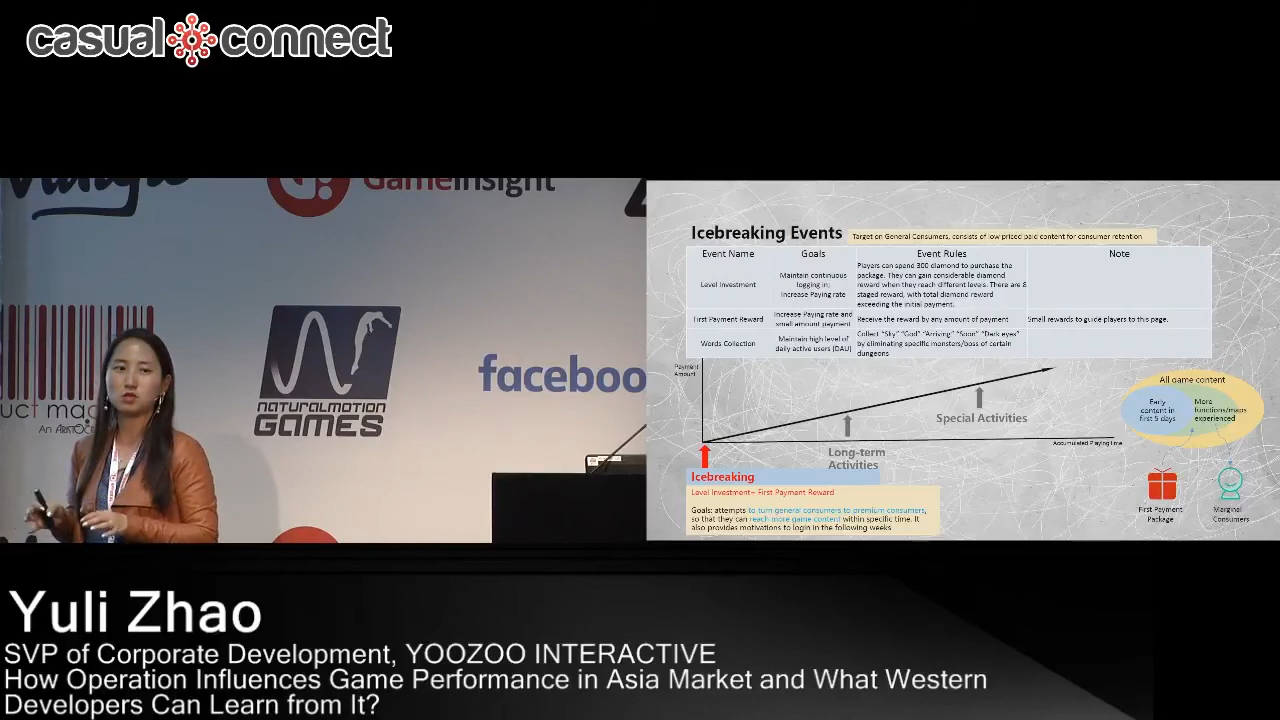 casual connect
GameInsight
uct mag
An ARISTOC
NATURALMOTION
GAMES
faceboo
Icebreaking Events
Target on General Consumers, consists of low priced paid content for consumer retention
Event Name Goals Event Rules Note
Level Investment
Maintain continuous
logging in;
Increase Paying rate
Players can spend 300 diamond to purchase the
package. They can gain considerable diamond
reward when they reach different levels. There are 8
staged reward, with total diamond reward
exceeding the initial payment.
First Payment Reward
Increase Paying rate and
small amount payment
Receive the reward by any amount of payment
Small rewards to guide players to this page.
Words Collection
Maintain high level of
daily active users (DAU)
Collect "Sky" "God" "Arriving" "Soon" "Dark eyes"
by eliminating specific monsters/boss of certain
dungeons
Payment
Amount
Special Activities
Long-term
Activities
Accumulated Playing time
Icebreaking
Level Investment+ First Payment Reward
Goals: attempts to turn general consumers to premium consumers,
so that they can reach more game content within specific time. It
also provides motivations to login in the following weeks.
All game content
Early
content in
first 5 days
More
functions/maps
experienced
First Payment
Package
Marginal
Consumers
Yuli Zhao
SVP of Corporate Development, YOOZOO INTERACTIVE
How Operation Influences Game Performance in Asia Market and What Western
Developers Can Learn from It?